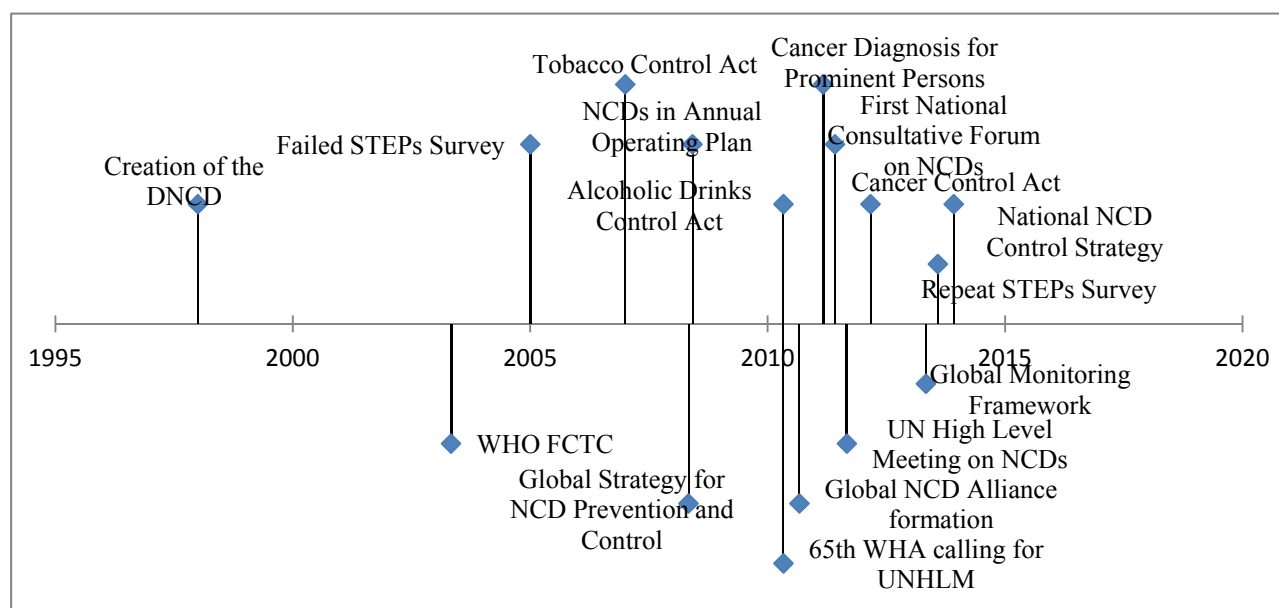 Cancer Diagnosis for
Prominent Persons
Tobacco Control Act
NCDs in Annual
Operating Plan
First National
Consultative Forum
on NCDs
Failed STEPs Survey
Creation of the
DNCD
Alcoholic Drinks
Control Act
Cancer Control Act
National NCD
Control Strategy
Repeat STEPs Survey
1995
2000
2005
2010
2015
2020
Global Monitoring
Framework
WHO FCTC
UN High Level
Meeting on NCDs
Global Strategy for
NCD Prevention and
Control
Global NCD Alliance
formation
65th WHA calling for
UNHLM